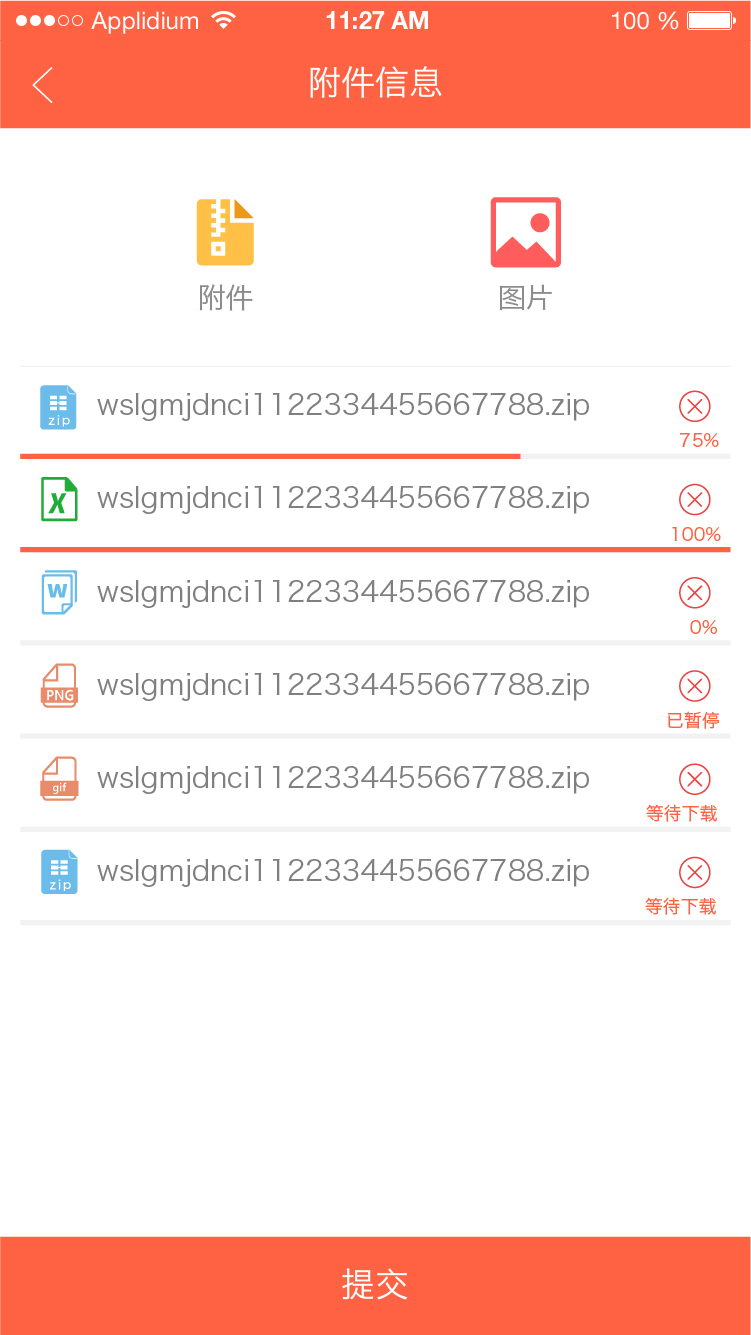 Applidium 11:27 AM 100 %
附件信息
附件 图片
zip wslgmjdnci1122334455667788.zip
75%
X wslgmjdnci1122334455667788.zip
100%
W wslgmjdnci1122334455667788.zip
0%
PNG wslgmjdnci1122334455667788.zip
已暂停
gif wslgmjdnci1122334455667788.zip
等待下载
zip wslgmjdnci1122334455667788.zip
等待下载
提交